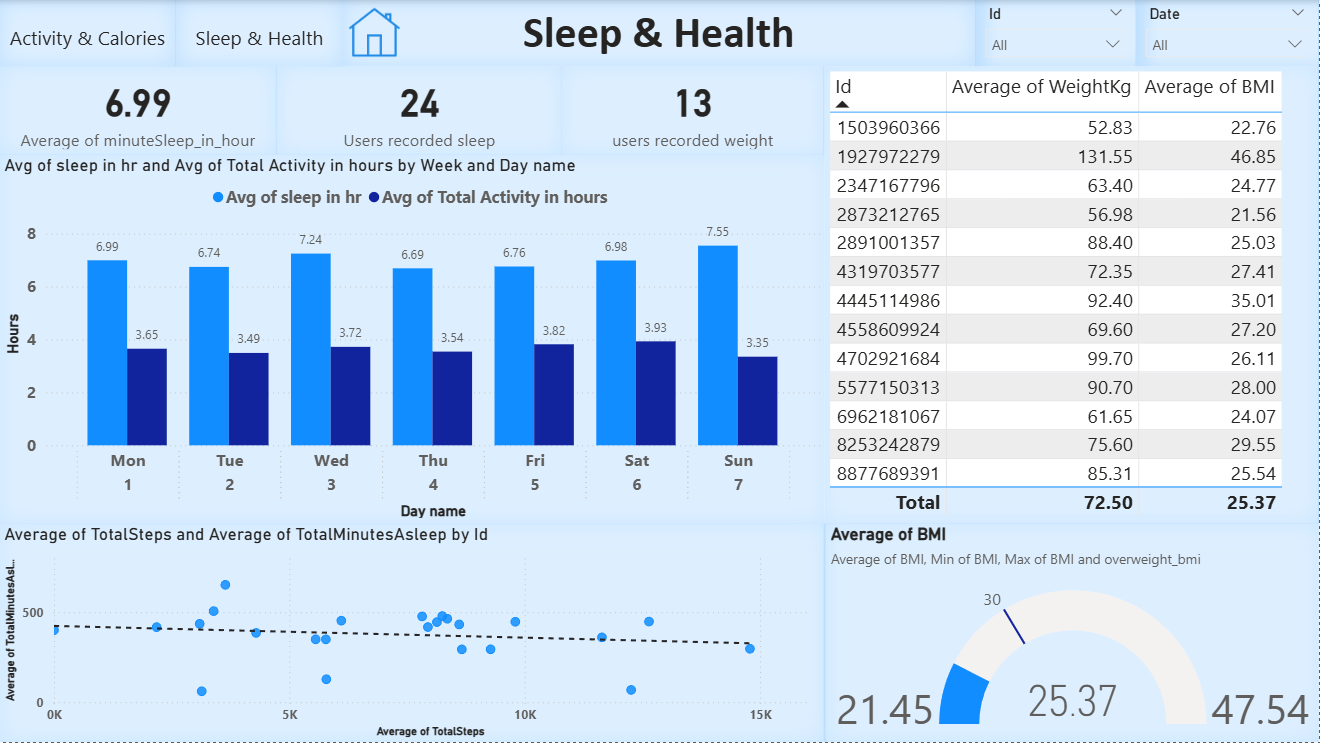 Activity & Calories
Sleep & Health
Sleep & Health
Id
All
Date
All
6.99
Average of minuteSleep_in_hour
24
Users recorded sleep
13
users recorded weight
Avg of sleep in hr and Avg of Total Activity in hours by Week and Day name
Avg of sleep in hr Avg of Total Activity in hours
Hours
8
6
4
2
0
6.99 3.65 6.74 3.49 7.24 3.72 6.69 3.54 6.76 3.82 6.98 3.93 7.55 3.35
Mon Tue Wed Thu Fri Sat Sun
1 2 3 4 5 6 7
Day name
Id Average of WeightKg Average of BMI
1503960366 52.83 22.76
1927972279 131.55 46.85
2347167796 63.40 24.77
2873212765 56.98 21.56
2891001357 88.40 25.03
4319703577 72.35 27.41
4445114986 92.40 35.01
4558609924 69.60 27.20
4702921684 99.70 26.11
5577150313 90.70 28.00
6962181067 61.65 24.07
8253242879 75.60 29.55
8877689391 85.31 25.54
Total 72.50 25.37
Average of TotalSteps and Average of TotalMinutesAsleep by Id
Average of TotalMinutesAsl...
500
0
0K 5K 10K 15K
Average of TotalSteps
Average of BMI
Average of BMI, Min of BMI, Max of BMI and overweight_bmi
30
21.45 25.37 47.54